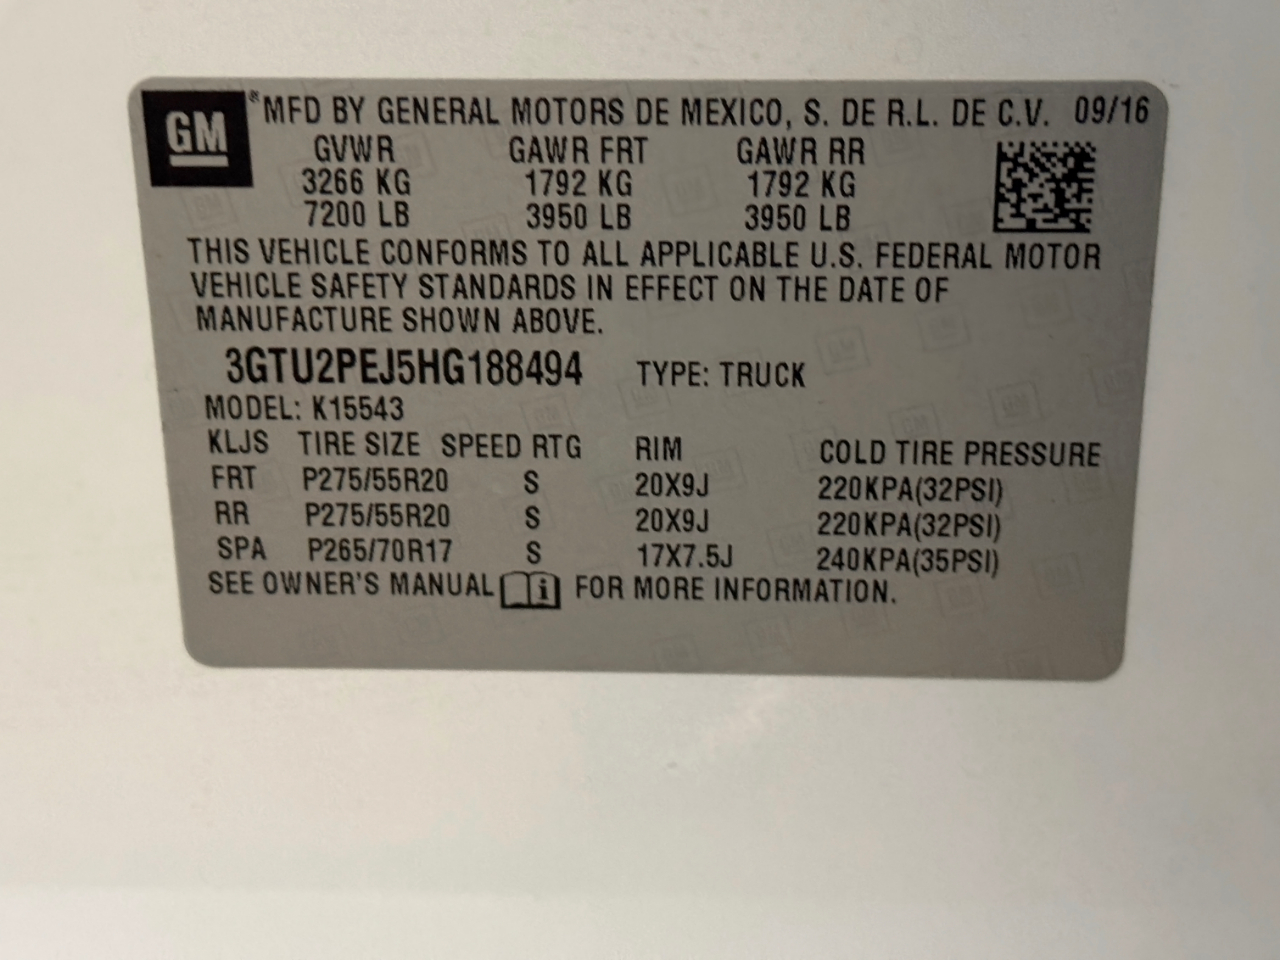 GM ® MFD BY GENERAL MOTORS DE MEXICO, S. DE R.L. DE C.V. 09/16
GVWR GAWR FRT GAWR RR
3266 KG 1792 KG 1792 KG
7200 LB 3950 LB 3950 LB
THIS VEHICLE CONFORMS TO ALL APPLICABLE U.S. FEDERAL MOTOR
VEHICLE SAFETY STANDARDS IN EFFECT ON THE DATE OF
MANUFACTURE SHOWN ABOVE.
3GTU2PEJ5HG188494 TYPE: TRUCK
MODEL: K15543
KLJS TIRE SIZE SPEED RTG RIM COLD TIRE PRESSURE
FRT P275/55R20 S 20X9J 220KPA(32PSI)
RR P275/55R20 S 20X9J 220KPA(32PSI)
SPA P265/70R17 S 17X7.5J 240KPA(35PSI)
SEE OWNER'S MANUAL i FOR MORE INFORMATION.